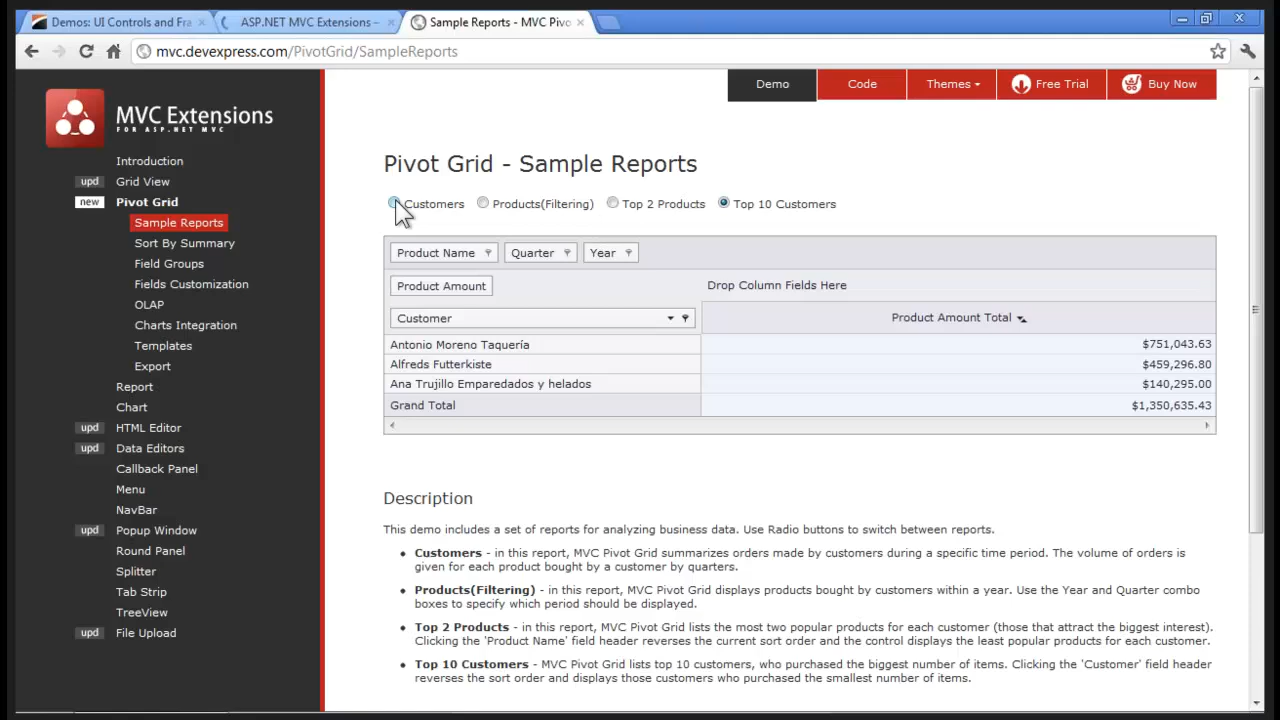 Demos: UI Controls and Fra
ASP.NET MVC Extensions –
Sample Reports - MVC Pivo
mvc.devexpress.com/PivotGrid/SampleReports
MVC Extensions
FOR ASP.NET MVC
Demo
Code
Themes
Free Trial
Buy Now
Introduction
upd Grid View
new Pivot Grid
Sample Reports
Sort By Summary
Field Groups
Fields Customization
OLAP
Charts Integration
Templates
Export
Report
Chart
upd HTML Editor
upd Data Editors
Callback Panel
Menu
NavBar
upd Popup Window
Round Panel
Splitter
Tab Strip
TreeView
upd File Upload
Pivot Grid - Sample Reports
Customers Products(Filtering) Top 2 Products Top 10 Customers
Product Name Quarter Year
Product Amount Drop Column Fields Here
Customer Product Amount Total
Antonio Moreno Taquería $751,043.63
Alfreds Futterkiste $459,296.80
Ana Trujillo Emparedados y helados $140,295.00
Grand Total $1,350,635.43
Description
This demo includes a set of reports for analyzing business data. Use Radio buttons to switch between reports.
• Customers - in this report, MVC Pivot Grid summarizes orders made by customers during a specific time period. The volume of orders is
given for each product bought by a customer by quarters.
• Products(Filtering) - in this report, MVC Pivot Grid displays products bought by customers within a year. Use the Year and Quarter combo
boxes to specify which period should be displayed.
• Top 2 Products - in this report, MVC Pivot Grid lists the most two popular products for each customer (those that attract the biggest interest).
Clicking the 'Product Name' field header reverses the current sort order and the control displays the least popular products for each customer.
• Top 10 Customers - MVC Pivot Grid lists top 10 customers, who purchased the biggest number of items. Clicking the 'Customer' field header
reverses the sort order and displays those customers who purchased the smallest number of items.